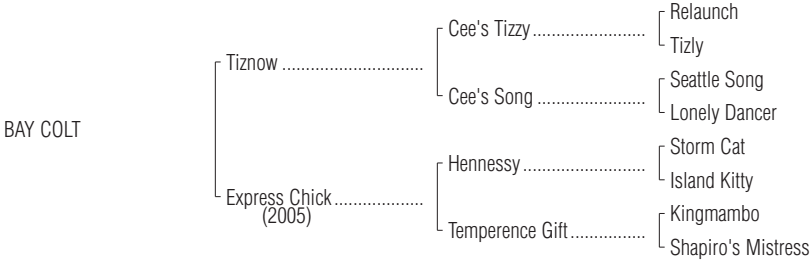 Relaunch
Cee's Tizzy........................
Tizly
Tiznow ..............................
Seattle Song
Cee's Song .......................
Lonely Dancer
BAY COLT
Storm Cat
Hennessy..........................
Island Kitty
Express Chick...................
(2005)
Kingmambo
Temperence Gift................
Shapiro's Mistress